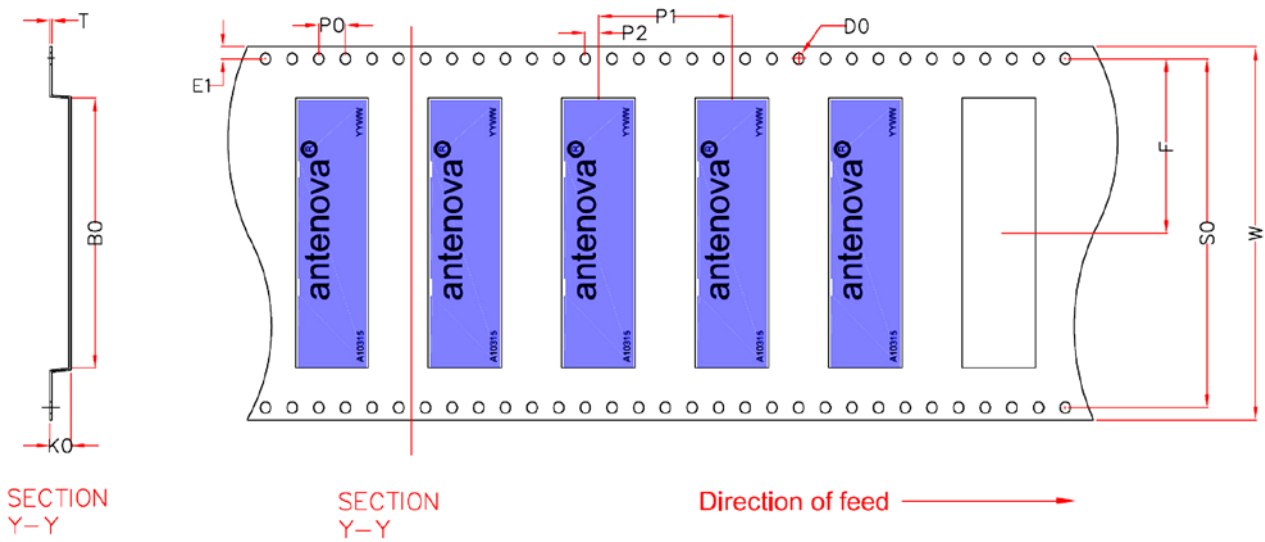 T
P0
P1
P2
D0
E1
YYWW
YYWW
YYWW
YYWW
YYWW
antenova®
antenova®
antenova®
antenova®
antenova®
A10315
A10315
A10315
A10315
A10315
B0
F
S0
W
K0
SECTION
Y-Y
SECTION
Y-Y
Direction of feed